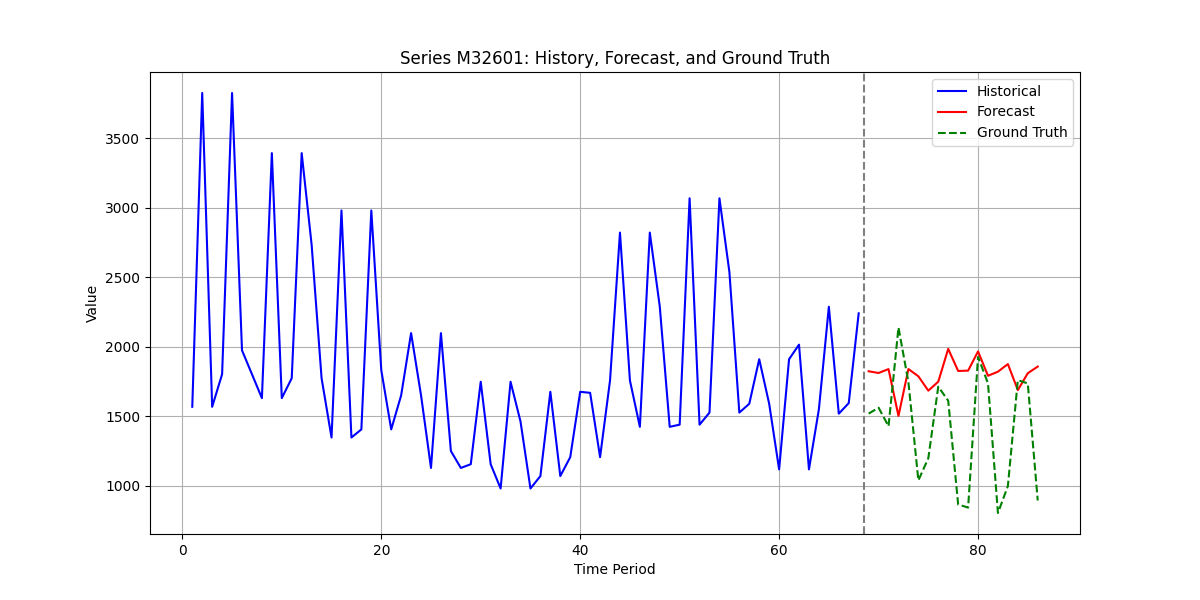 Series M32601: History, Forecast, and Ground Truth
Historical
Forecast
Ground Truth
3500
3000
2500
2000
1500
1000
Value
0 20 40 60 80
Time Period